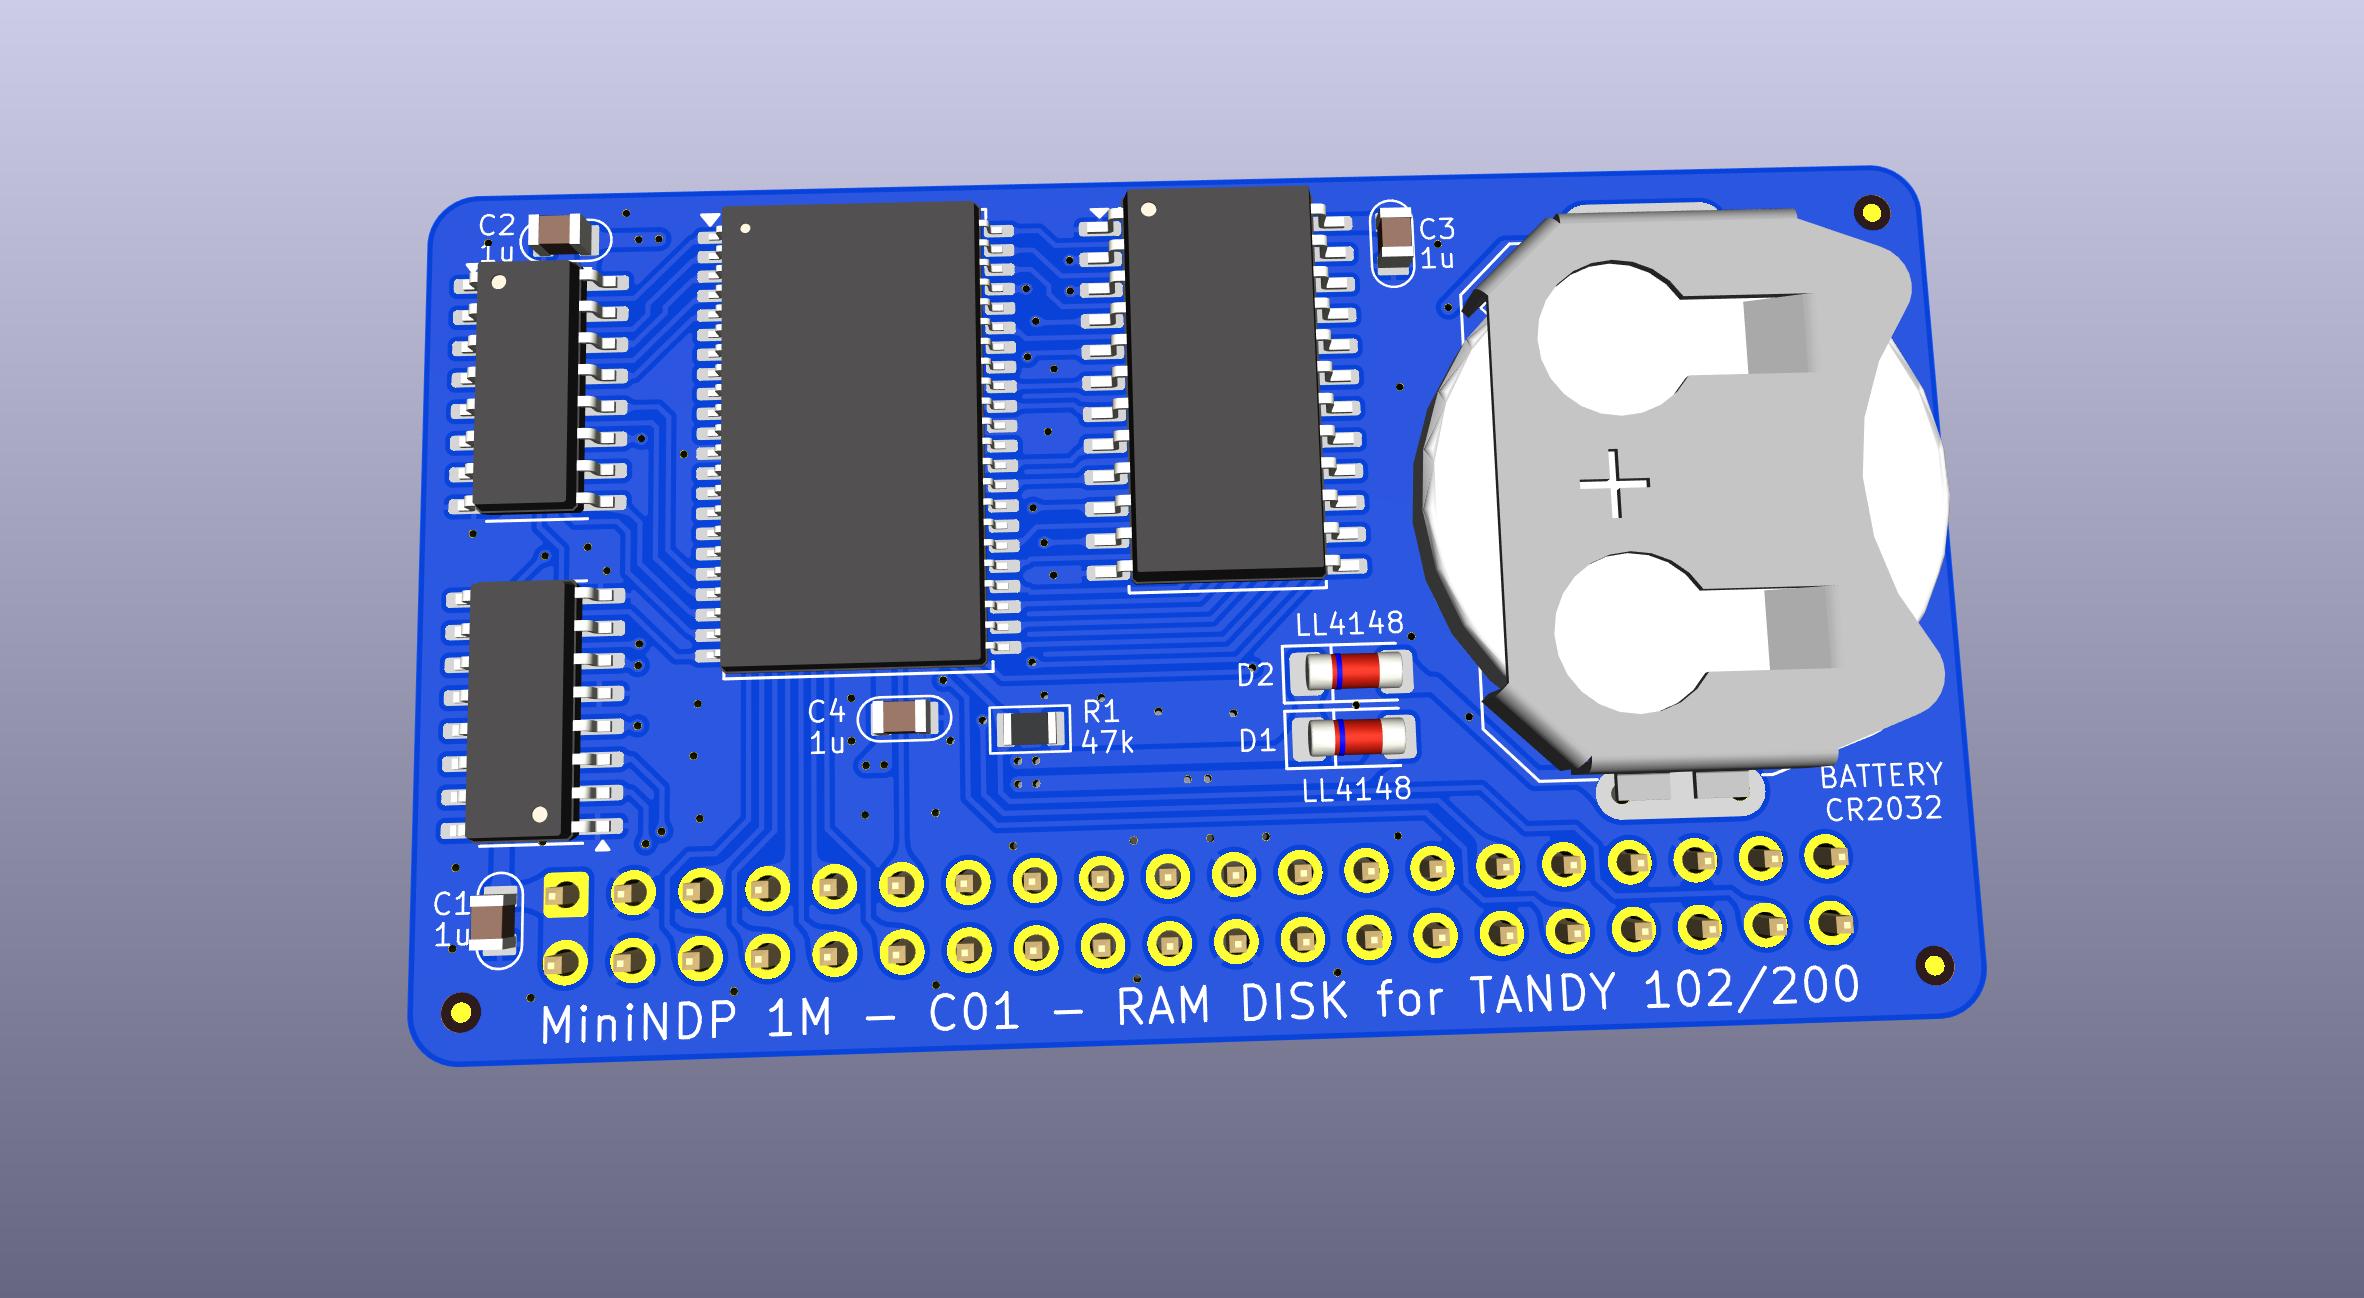 C2
1u
C3
1u
LL4148
D2
C4
1u
R1
47k
D1
LL4148
BATTERY
CR2032
C1
1u
MiniNDP 1M - C01 - RAM DISK for TANDY 102/200